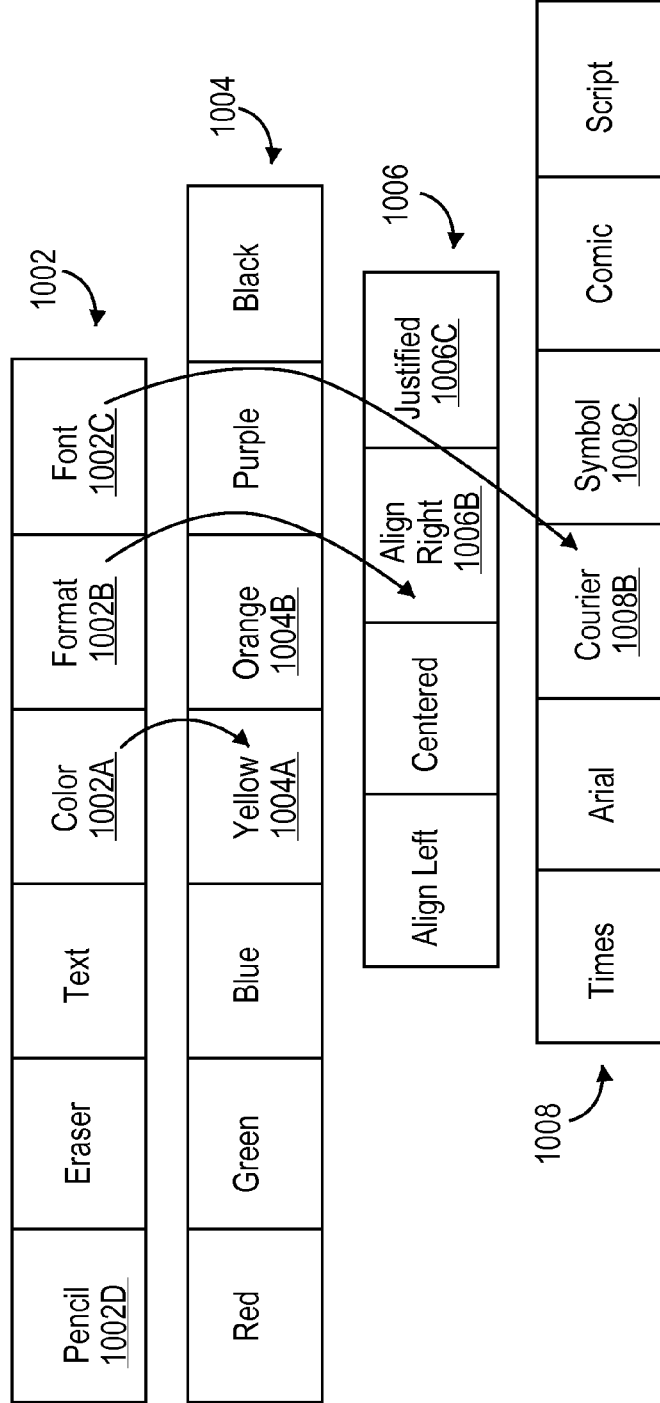 1002
Pencil
1002D
Eraser
Text
Color
1002A
Format
1002B
Font
1002C
1004
Red
Green
Blue
Yellow
1004A
Orange
1004B
Purple
Black
1006
Align Left
Centered
Align
Right
1006B
Justified
1006C
1008
Times
Arial
Courier
1008B
Symbol
1008C
Comic
Script